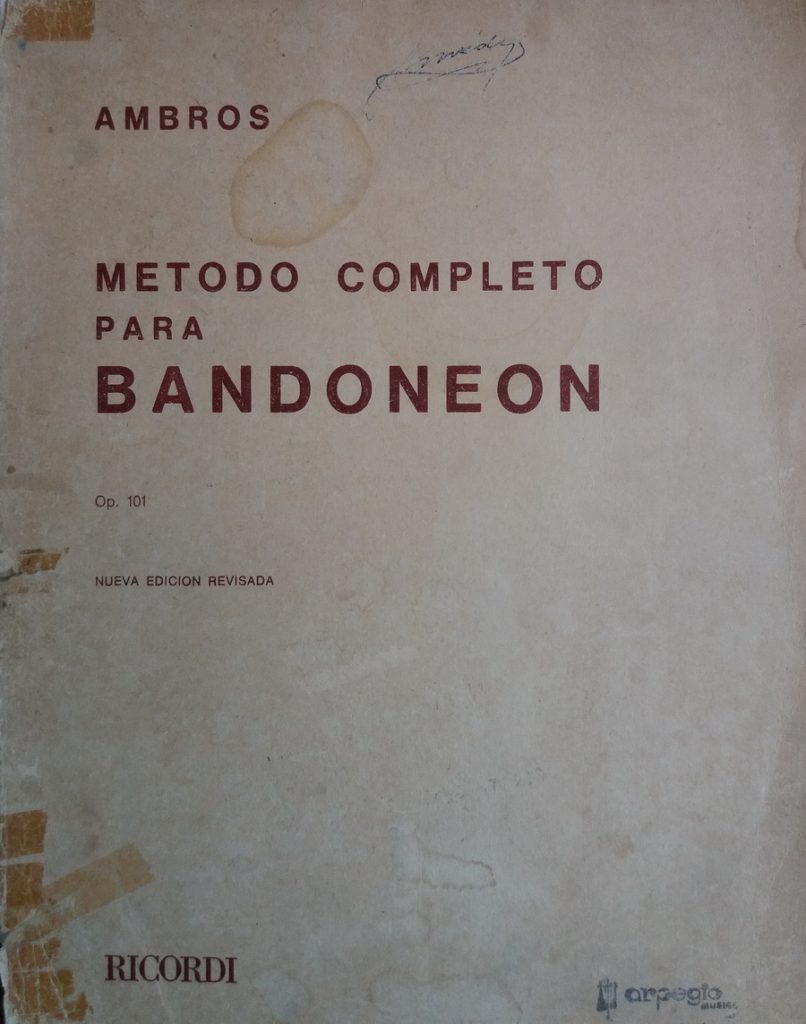 AMBROS
METODO COMPLETO
PARA
BANDONEON
Op. 101
NUEVA EDICION REVISADA
RICORDI
arpegio